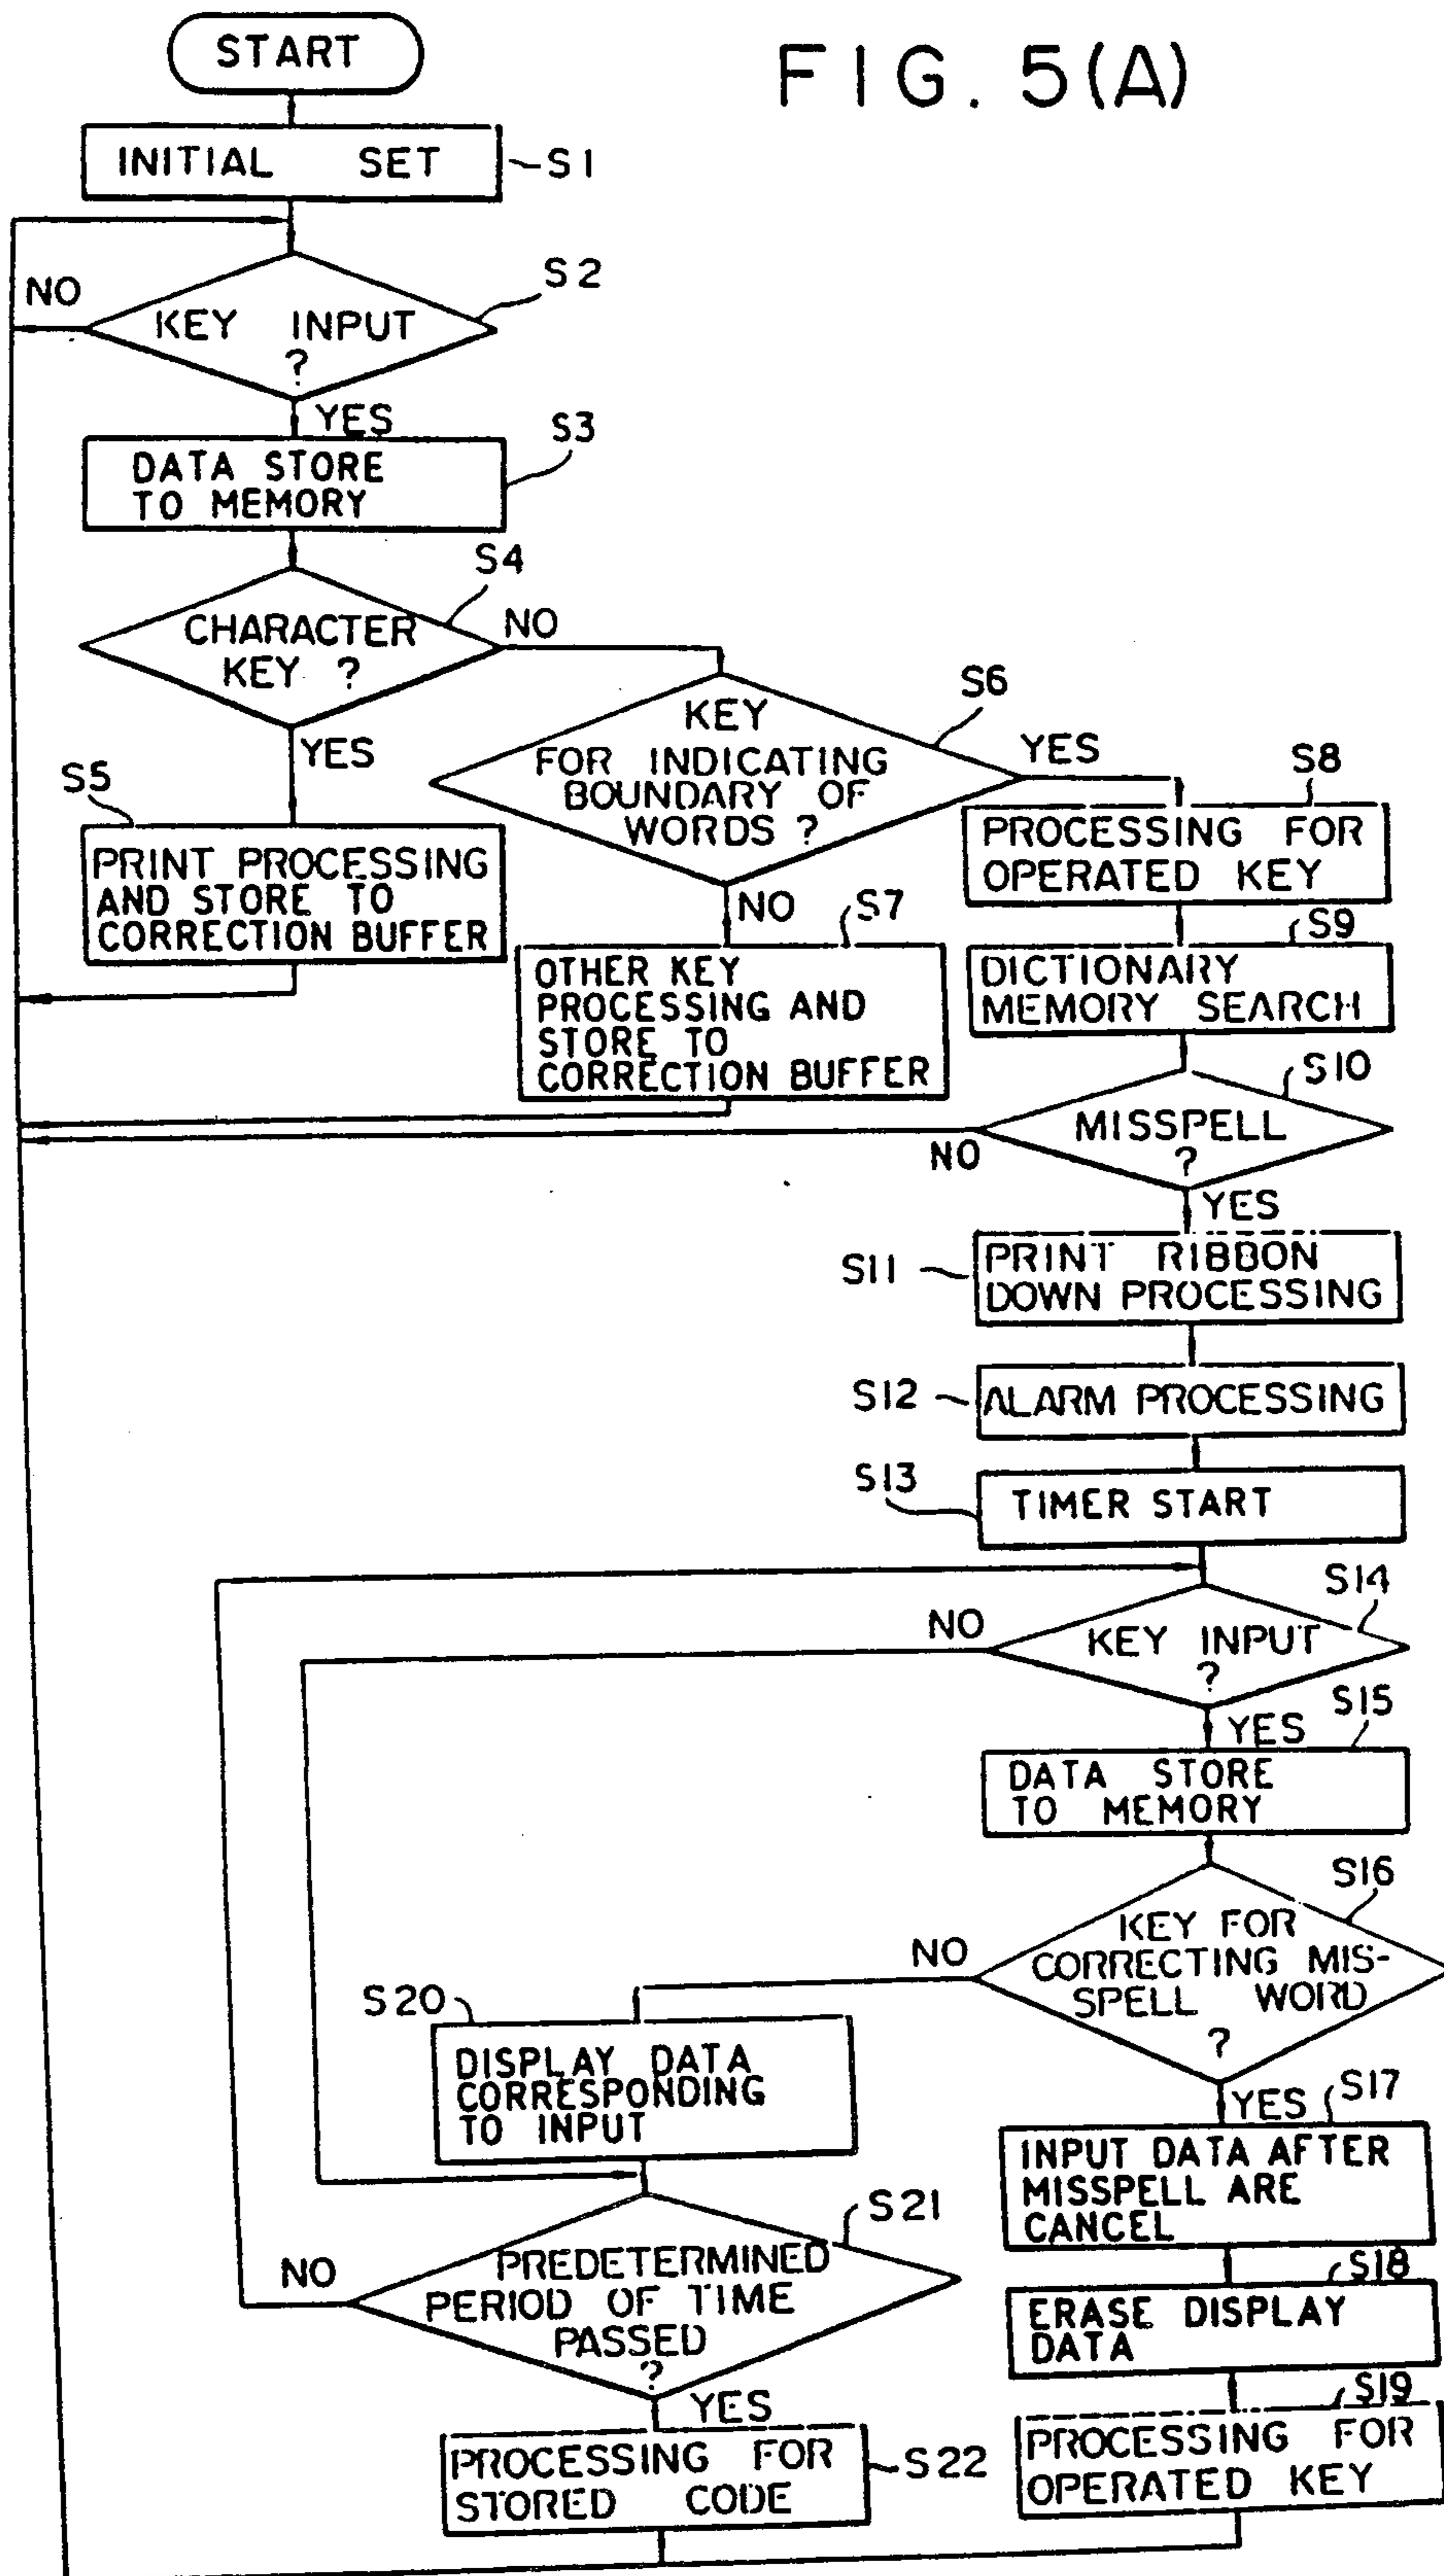 START
FIG. 5(A)
INITIAL SET
S1
NO
S2
KEY INPUT
?
YES
S3
DATA STORE
TO MEMORY
S4
CHARACTER
KEY ?
NO
YES
S5
PRINT PROCESSING
AND STORE TO
CORRECTION BUFFER
S6
KEY
FOR INDICATING
BOUNDARY OF
WORDS ?
YES
NO
S7
OTHER KEY
PROCESSING AND
STORE TO
CORRECTION BUFFER
S8
PROCESSING FOR
OPERATED KEY
S9
DICTIONARY
MEMORY SEARCH
S10
MISSPELL
?
NO
YES
S11
PRINT RIBBON
DOWN PROCESSING
S12
ALARM PROCESSING
S13
TIMER START
S14
NO
KEY INPUT
?
S15
YES
DATA STORE
TO MEMORY
S16
KEY FOR
CORRECTING MIS-
SPELL WORD
?
NO
S20
DISPLAY DATA
CORRESPONDING
TO INPUT
YES
S17
INPUT DATA AFTER
MISSPELL ARE
CANCEL
S21
PREDETERMINED
PERIOD OF TIME
PASSED
?
NO
YES
S18
ERASE DISPLAY
DATA
S19
PROCESSING FOR
OPERATED KEY
PROCESSING FOR
STORED CODE
S22